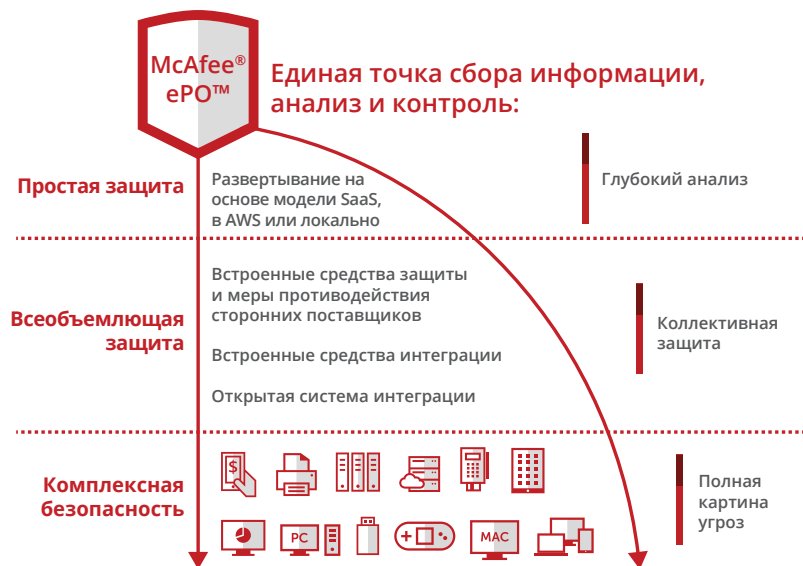 McAfee®
ePO™
Единая точка сбора информации,
анализ и контроль:
Простая защита
Развертывание на
основе модели SaaS,
в AWS или локально
Глубокий анализ
Всеобъемлющая
защита
Встроенные средства защиты
и меры противодействия
сторонних поставщиков
Встроенные средства интеграции
Открытая система интеграции
Коллективная
защита
Комплексная
безопасность
$
PC
MAC
Полная
картина
угроз